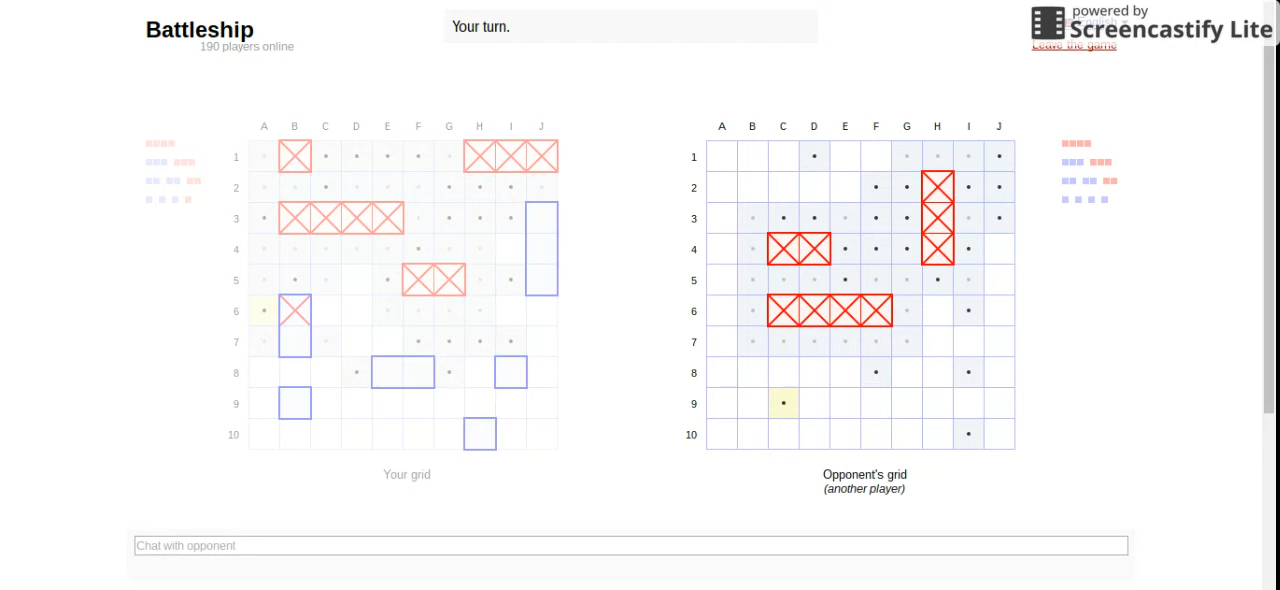 Battleship
190 players online
Your turn.
powered by
Screencastify Lite
English
Leave the game
A B C D E F G H I J
1
2
3
4
5
6
7
8
9
10
Your grid
A B C D E F G H I J
1
2
3
4
5
6
7
8
9
10
Opponent's grid
(another player)
Chat with opponent